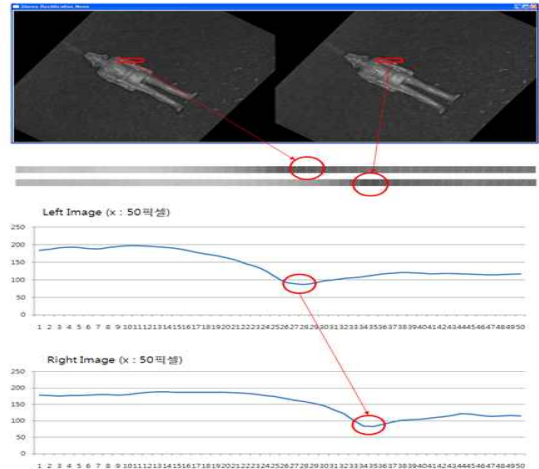 Stereo Rectification Menu
Left Image (x : 50픽셀)
250
200
150
100
50
0
1 2 3 4 5 6 7 8 9 10 11 12 13 14 15 16 17 18 19 20 21 22 23 24 25 26 27 28 29 30 31 32 33 34 35 36 37 38 39 40 41 42 43 44 45 46 47 48 49 50
Right Image (x : 50픽셀)
250
200
150
100
50
0
1 2 3 4 5 6 7 8 9 10 11 12 13 14 15 16 17 18 19 20 21 22 23 24 25 26 27 28 29 30 31 32 33 34 35 36 37 38 39 40 41 42 43 44 45 46 47 48 49 50